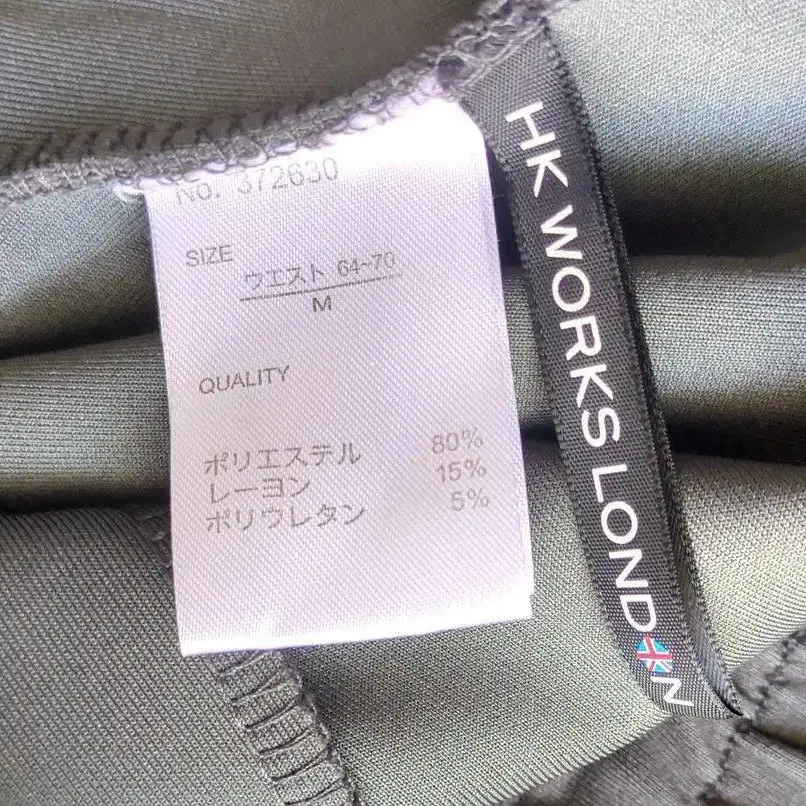 No. 372630
SIZE
ウエスト 64~70
M
QUALITY
ポリエステル 80%
レーヨン 15%
ポリウレタン 5%
HK WORKS LONDON